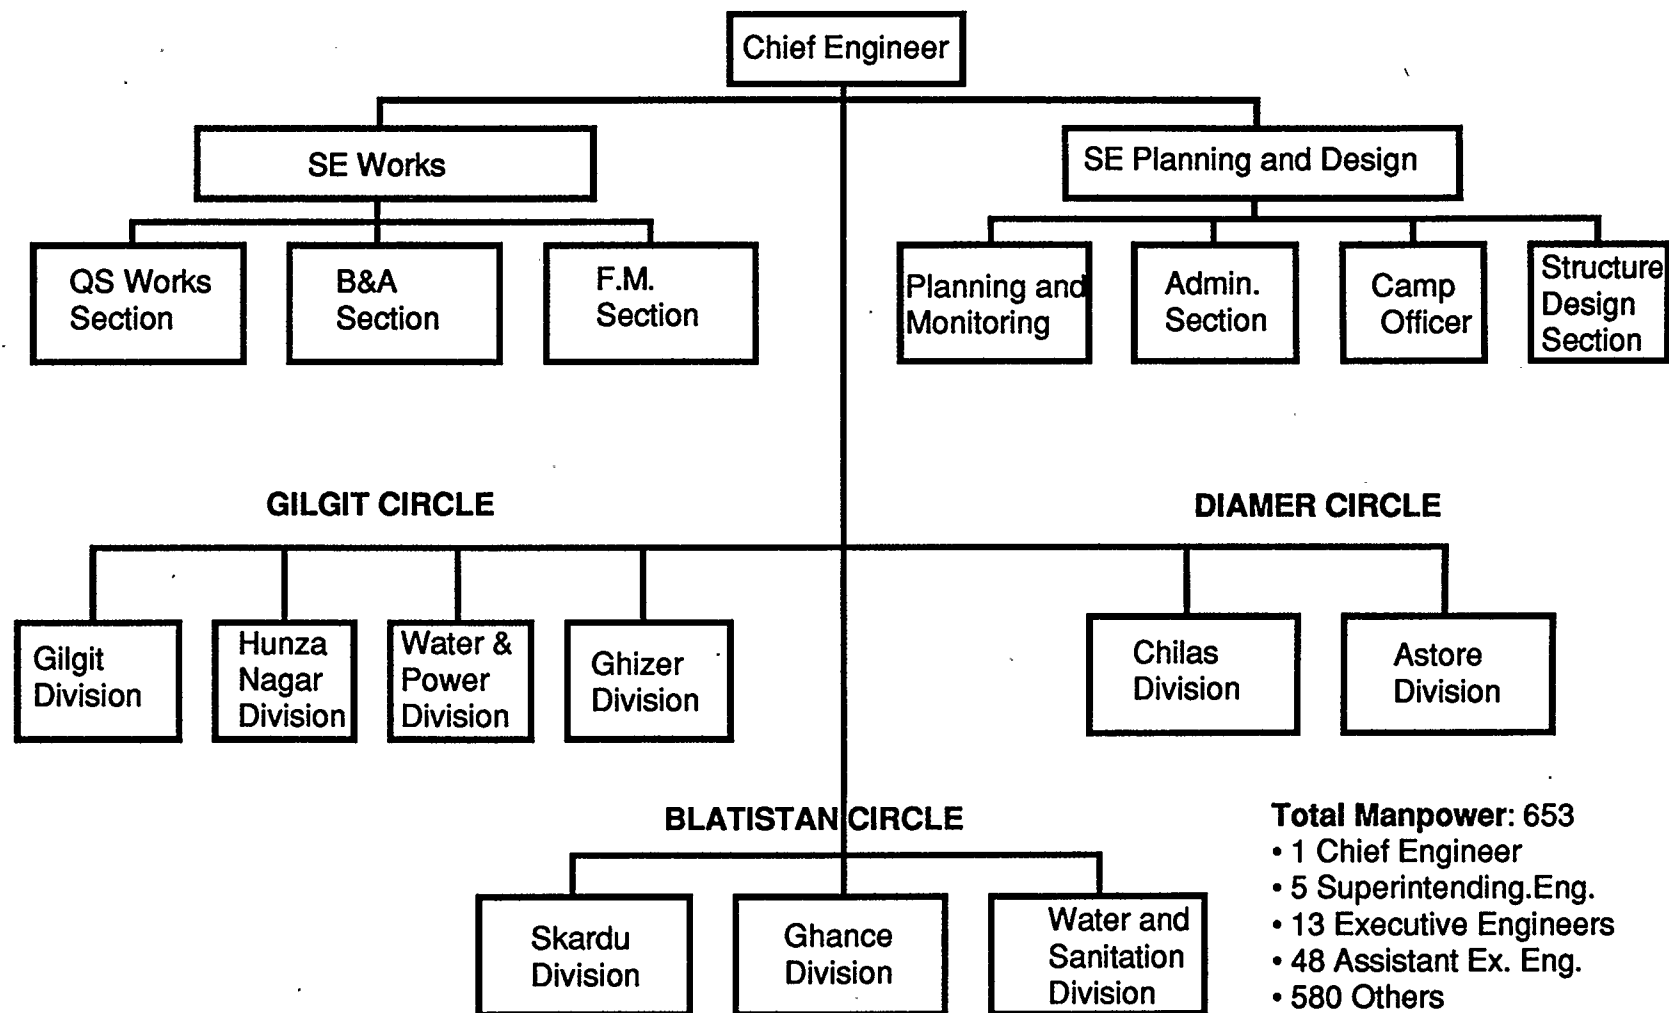 Chief Engineer
SE Works
SE Planning and Design
QS Works
Section
B&A
Section
F.M.
Section
Planning and
Monitoring
Admin.
Section
Camp
Officer
Structure
Design
Section
GILGIT CIRCLE
DIAMER CIRCLE
Gilgit
Division
Hunza
Nagar
Division
Water &
Power
Division
Ghizer
Division
Chilas
Division
Astore
Division
BLATISTAN CIRCLE
Skardu
Division
Ghance
Division
Water and
Sanitation
Division
Total Manpower: 653
• 1 Chief Engineer
• 5 Superintending.Eng.
• 13 Executive Engineers
• 48 Assistant Ex. Eng.
• 580 Others